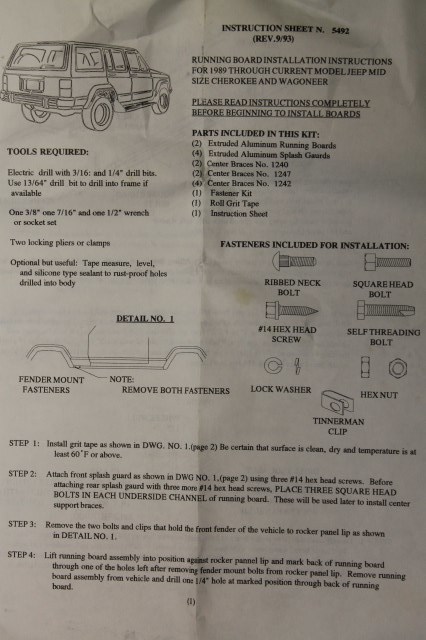 INSTRUCTION SHEET N. 5492
(REV.9/93)
RUNNING BOARD INSTALLATION INSTRUCTIONS
FOR 1989 THROUGH CURRENT MODEL JEEP MID
SIZE CHEROKEE AND WAGONEER
PLEASE READ INSTRUCTIONS COMPLETELY
BEFORE BEGINNING TO INSTALL BOARDS
PARTS INCLUDED IN THIS KIT:
(2) Extruded Aluminum Running Boards
(4) Extruded Aluminum Splash Gaurds
(2) Center Braces No. 1240
(2) Center Braces No. 1247
(4) Center Braces No. 1242
(1) Fastener Kit
(1) Roll Grit Tape
(1) Instruction Sheet
TOOLS REQUIRED:
Electric drill with 3/16: and 1/4" drill bits.
Use 13/64" drill bit to drill into frame if
available
One 3/8" one 7/16" and one 1/2" wrench
or socket set
Two locking pliers or clamps
Optional but useful: Tape measure, level,
and silicone type sealant to rust-proof holes
drilled into body
FASTENERS INCLUDED FOR INSTALLATION:
RIBBED NECK
BOLT
SQUARE HEAD
BOLT
#14 HEX HEAD
SCREW
SELF THREADING
BOLT
LOCK WASHER
HEX NUT
TINNERMAN
CLIP
DETAIL NO. 1
FENDER MOUNT
FASTENERS
NOTE:
REMOVE BOTH FASTENERS
STEP 1: Install grit tape as shown in DWG. NO. 1.(page 2) Be certain that surface is clean, dry and temperature is at
least 60°F or above.
STEP 2: Attach front splash guard as shown in DWG NO. 1,(page 2) using three #14 hex head screws. Before
attaching rear splash gaurd with three more #14 hex head screws, PLACE THREE SQUARE HEAD
BOLTS IN EACH UNDERSIDE CHANNEL of running board. These will be used later to install center
support braces.
STEP 3: Remove the two bolts and clips that hold the front fender of the vehicle to rocker panel lip as shown
in DETAIL NO. 1.
STEP 4: Lift running board assembly into position against rocker pannel lip and mark back of running board
through one of the holes left after removing fender mount bolts from rocker panel lip. Remove running
board assembly from vehicle and drill one 1/4" hole at marked position through back of running
board.
(1)